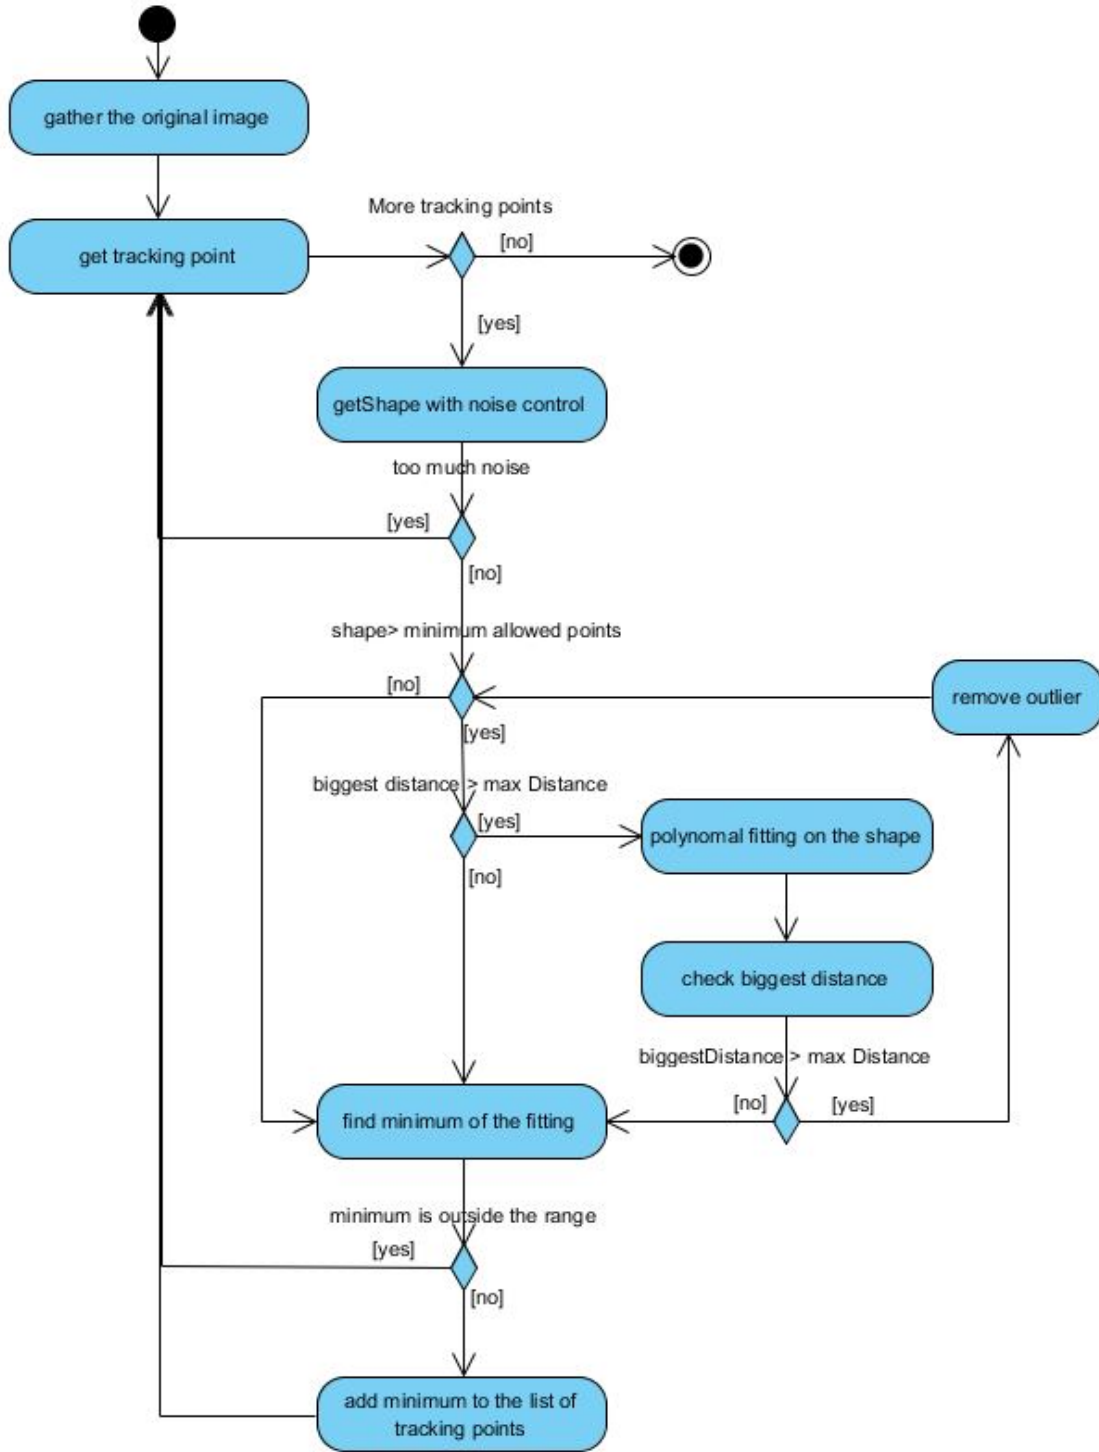 gather the original image
More tracking points
get tracking point
[no]
[yes]
getShape with noise control
too much noise
[yes]
[no]
shape> minimum allowed points
[no]
remove outlier
[yes]
biggest distance > max Distance
[yes]
polynomal fitting on the shape
[no]
check biggest distance
biggestDistance > max Distance
[no]
[yes]
find minimum of the fitting
minimum is outside the range
[yes]
[no]
add minimum to the list of
tracking points